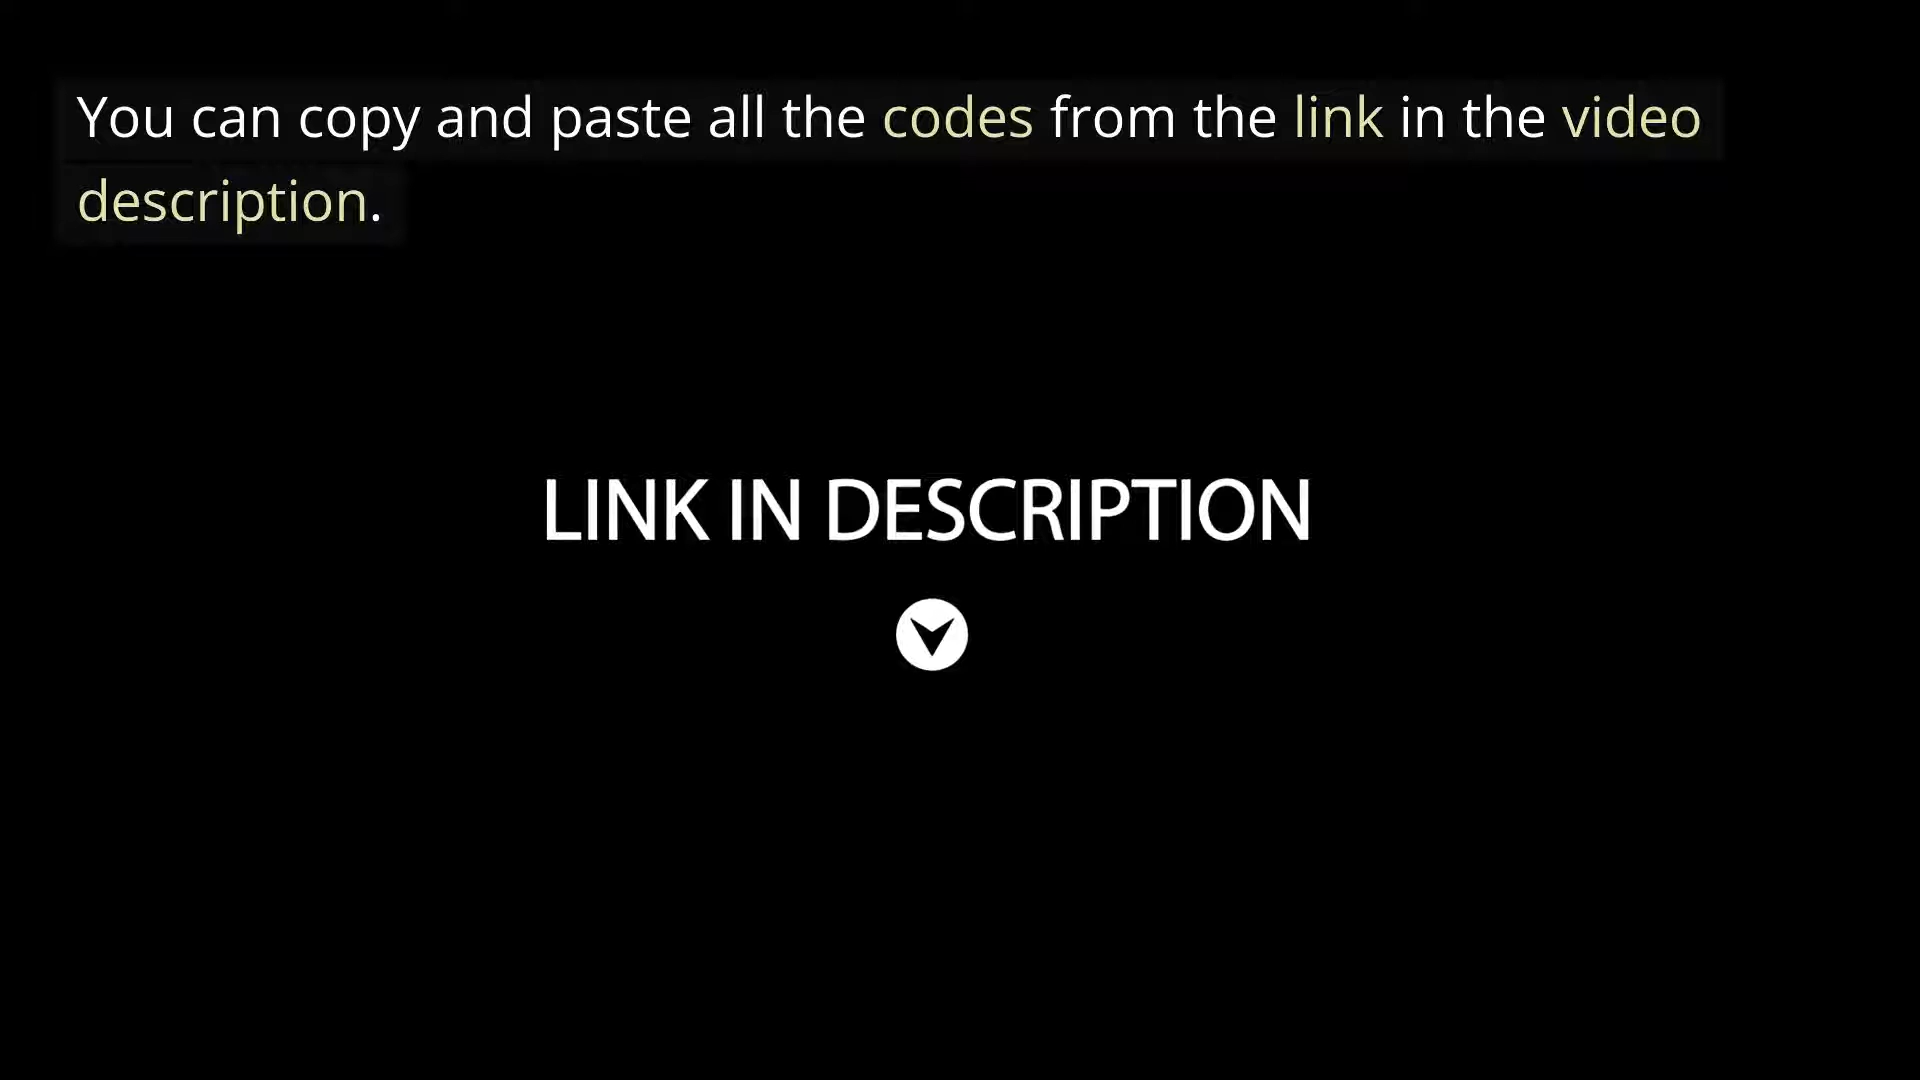 You can copy and paste all the codes from the link in the video
description.
LINK IN DESCRIPTION